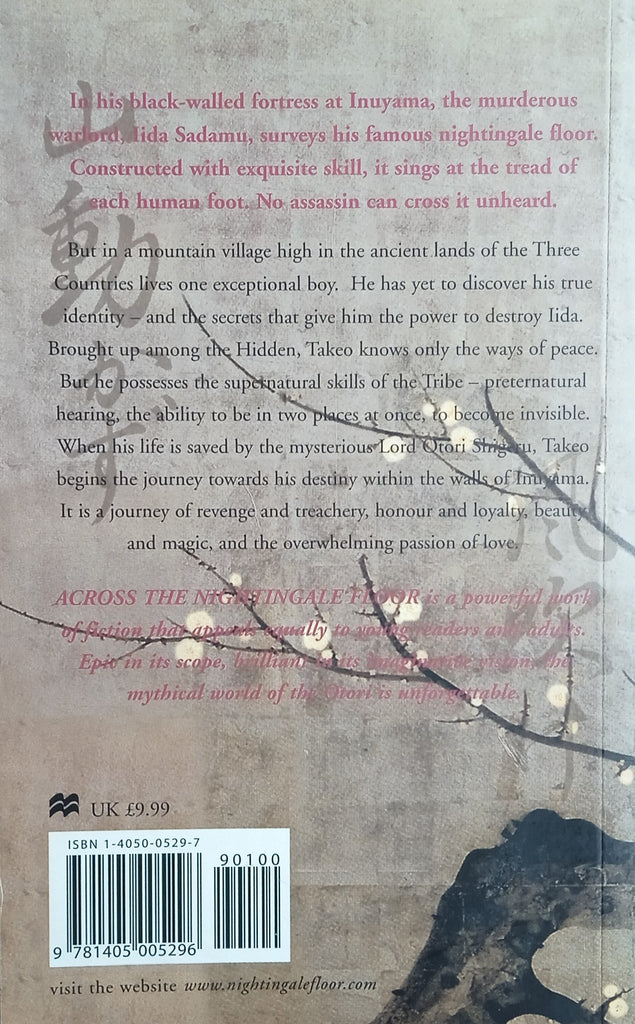 In his black-walled fortress at Inuyama, the murderous
warlord, Iida Sadamu, surveys his famous nightingale floor.
Constructed with exquisite skill, it sings at the tread of
each human foot. No assassin can cross it unheard.
But in a mountain village high in the ancient lands of the Three
Countries lives one exceptional boy. He has yet to discover his true
identity – and the secrets that give him the power to destroy Iida.
Brought up among the Hidden, Takeo knows only the ways of peace.
But he possesses the supernatural skills of the Tribe – preternatural
hearing, the ability to be in two places at once, to become invisible.
When his life is saved by the mysterious Lord Otori Shigeru, Takeo
begins the journey towards his destiny within the walls of Inuyama.
It is a journey of revenge and treachery, honour and loyalty, beauty
and magic, and the overwhelming passion of love.
ACROSS THE NIGHTINGALE FLOOR is a powerful work
of fiction that appeals equally to young readers and adults.
Epic in its scope, brilliant in its imaginative vision, the
mythical world of the Otori is unforgettable.
山動かず
UK £9.99
ISBN 1-4050-0529-7
90100
9 781405 005296
visit the website www.nightingalefloor.com